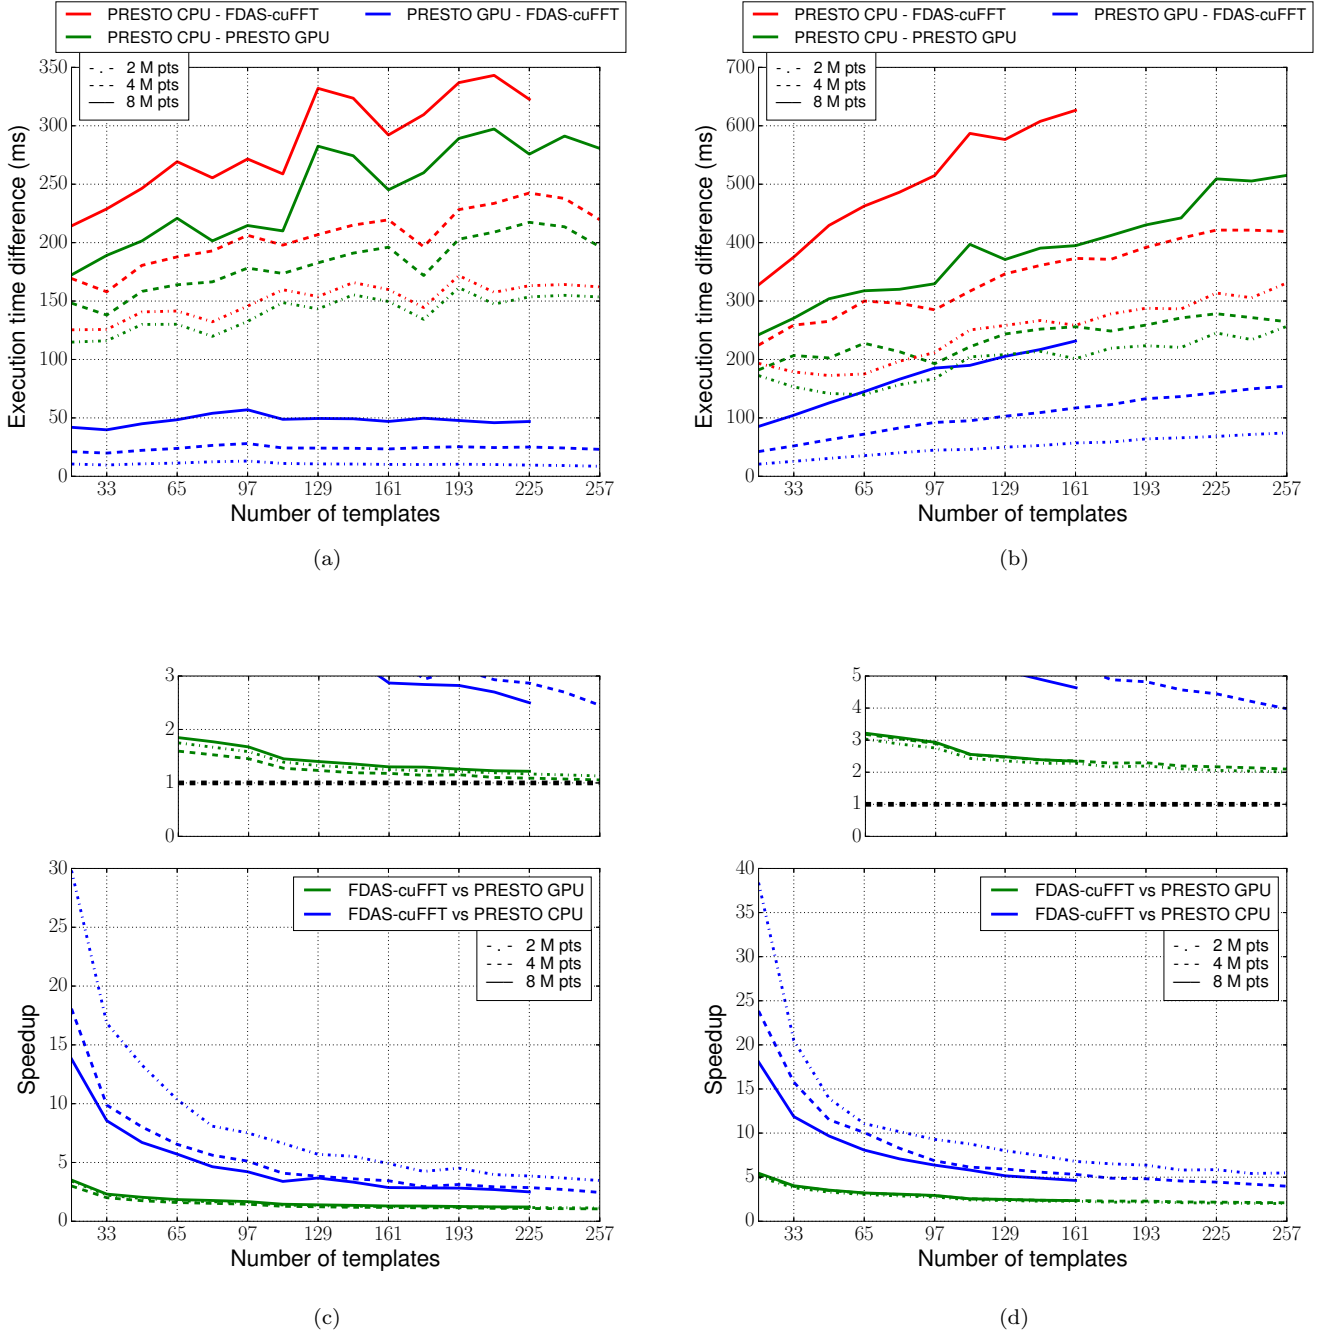 PRESTO CPU - FDAS-cuFFT
PRESTO GPU - FDAS-cuFFT
PRESTO CPU - PRESTO GPU
2 M pts
4 M pts
8 M pts
350
300
250
200
150
100
50
0
Execution time difference (ms)
33 65 97 129 161 193 225 257
Number of templates
(a)
PRESTO CPU - FDAS-cuFFT
PRESTO GPU - FDAS-cuFFT
PRESTO CPU - PRESTO GPU
2 M pts
4 M pts
8 M pts
700
600
500
400
300
200
100
0
Execution time difference (ms)
33 65 97 129 161 193 225 257
Number of templates
(b)
3
2
1
0
30
25
20
15
10
5
0
Speedup
FDAS-cuFFT vs PRESTO GPU
FDAS-cuFFT vs PRESTO CPU
2 M pts
4 M pts
8 M pts
33 65 97 129 161 193 225 257
Number of templates
(c)
5
4
3
2
1
0
40
35
30
25
20
15
10
5
0
Speedup
FDAS-cuFFT vs PRESTO GPU
FDAS-cuFFT vs PRESTO CPU
2 M pts
4 M pts
8 M pts
33 65 97 129 161 193 225 257
Number of templates
(d)